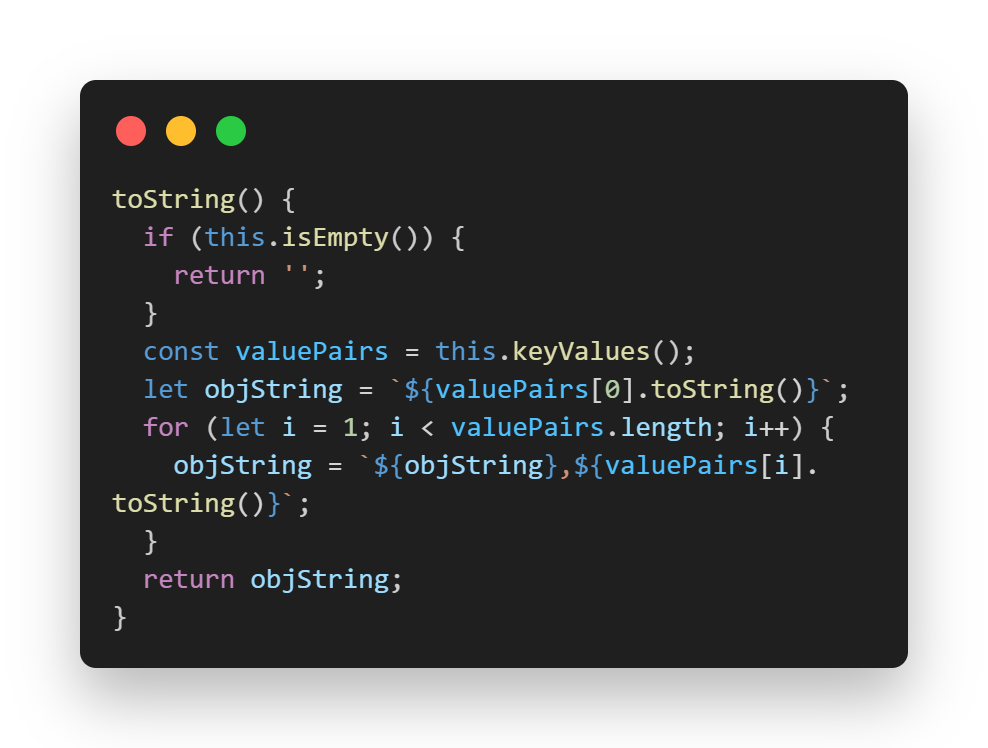 toString() {
  if (this.isEmpty()) {
    return '';
  }
  const valuePairs = this.keyValues();
  let objString = `${valuePairs[0].toString()}`;
  for (let i = 1; i < valuePairs.length; i++) {
    objString = `${objString},${valuePairs[i].
toString()}`;
  }
  return objString;
}